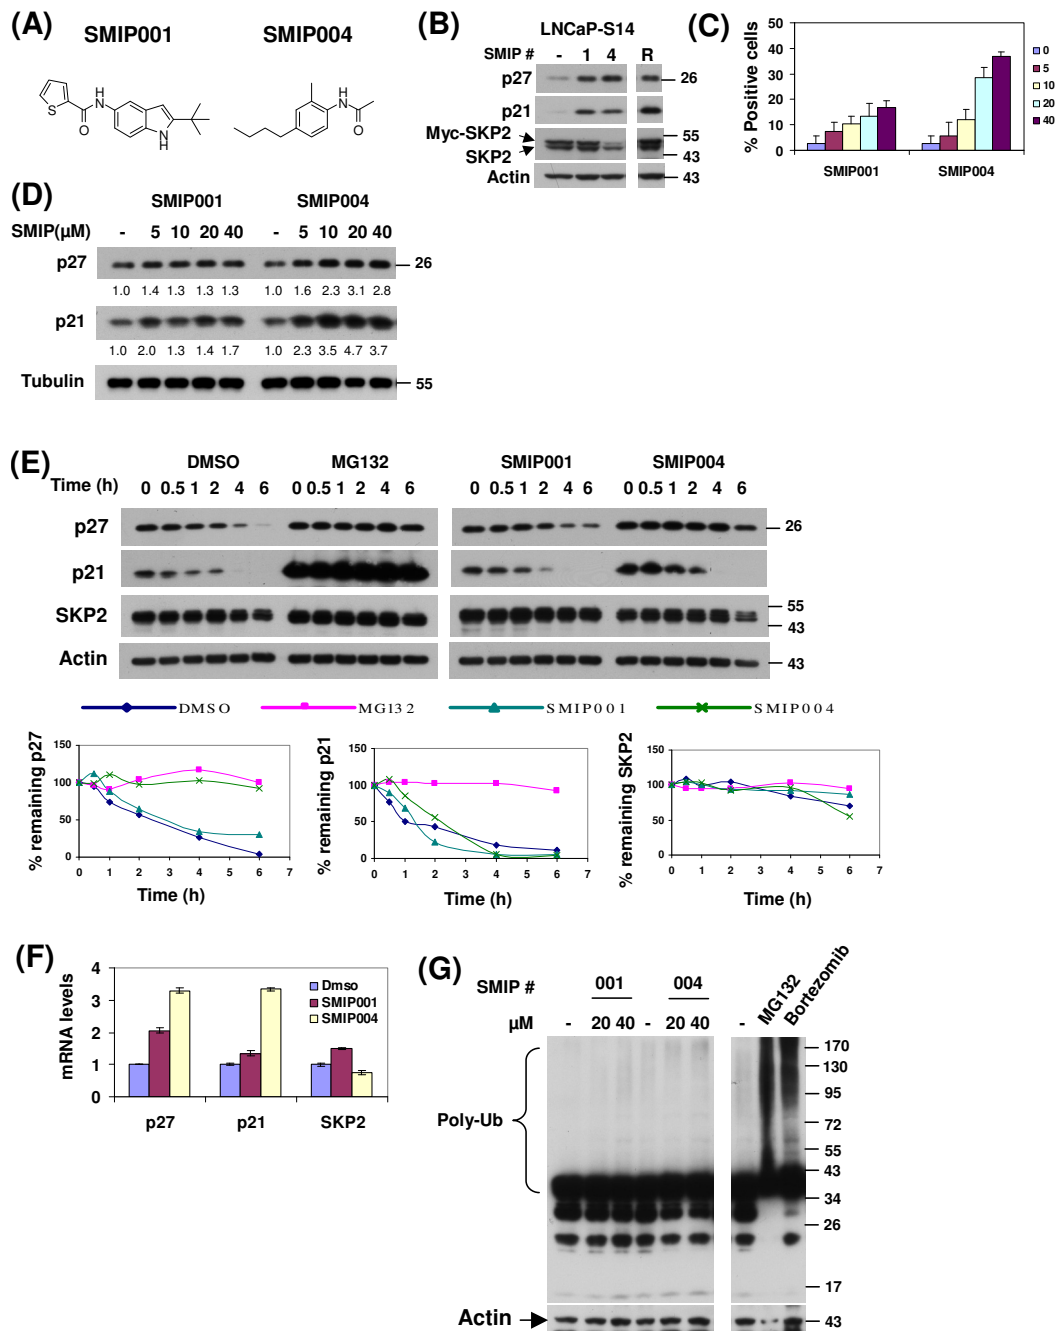 (A)
SMIP001 SMIP004
S
H
N
O
N
H
H
N
O
(B)
LNCaP-S14
SMIP # - 1 4 R
p27 26
p21
Myc-SKP2 55
SKP2 43
Actin 43
(C)
% Positive cells
50
40
30
20
10
0
SMIP001 SMIP004
0
5
10
20
40
(D)
SMIP001 SMIP004
SMIP(µM) - 5 10 20 40 - 5 10 20 40
p27 26
1.0 1.4 1.3 1.3 1.3 1.0 1.6 2.3 3.1 2.8
p21
1.0 2.0 1.3 1.4 1.7 1.0 2.3 3.5 4.7 3.7
Tubulin 55
(E)
DMSO MG132 SMIP001 SMIP004
Time (h) 0 0.5 1 2 4 6 0 0.5 1 2 4 6 0 0.5 1 2 4 6 0 0.5 1 2 4 6
p27 26
p21
SKP2 55
43
Actin 43
DMSO MG132 SMIP001 SMIP004
% remaining p27
150
100
50
0
0 1 2 3 4 5 6 7
Time (h)
% remaining p21
150
100
50
0
0 1 2 3 4 5 6 7
Time (h)
% remaining SKP2
150
100
50
0
0 1 2 3 4 5 6 7
Time (h)
(F)
mRNA levels
4
3
2
1
0
p27 p21 SKP2
Dmso
SMIP001
SMIP004
(G)
SMIP # 001 004
µM - 20 40 - 20 40 - MG132 Bortezomib
Poly-Ub
170
130
95
72
55
43
34
26
17
Actin 43